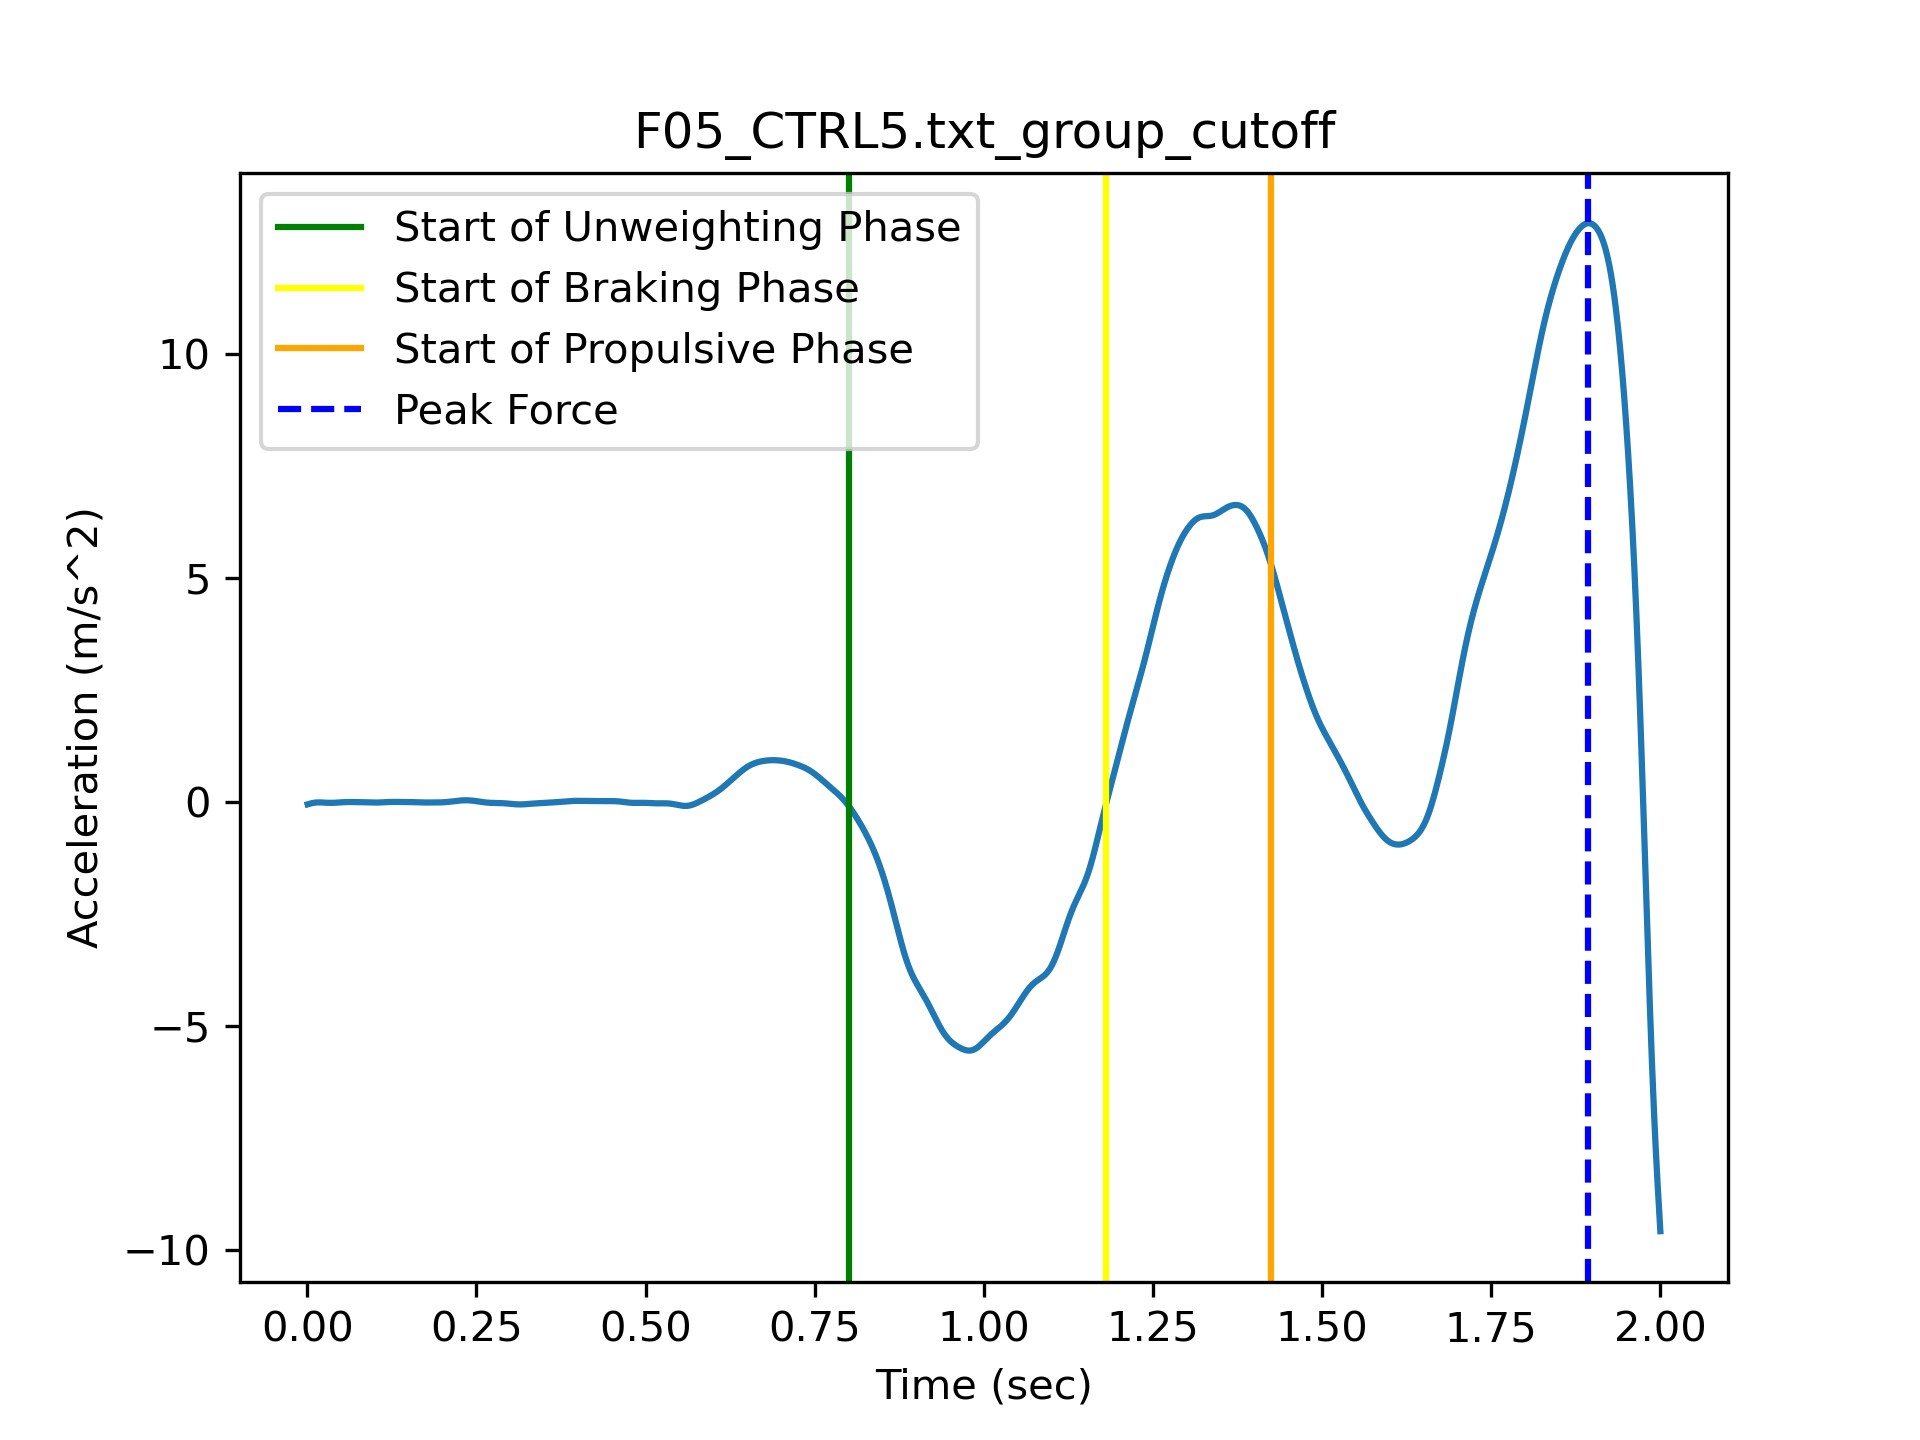 F05_CTRL5.txt_group_cutoff
Start of Unweighting Phase
Start of Braking Phase
Start of Propulsive Phase
Peak Force
Acceleration (m/s^2)
10
5
0
−5
−10
0.00 0.25 0.50 0.75 1.00 1.25 1.50 1.75 2.00
Time (sec)